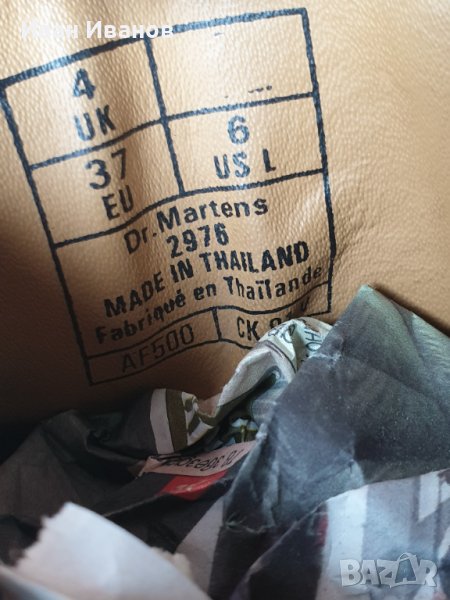 Иван Иванов
4
UK
37
EU
6
US L
Dr. Martens
2976
MADE IN THAILAND
Fabriqué en Thaïlande
AF500
CK
BAZAR